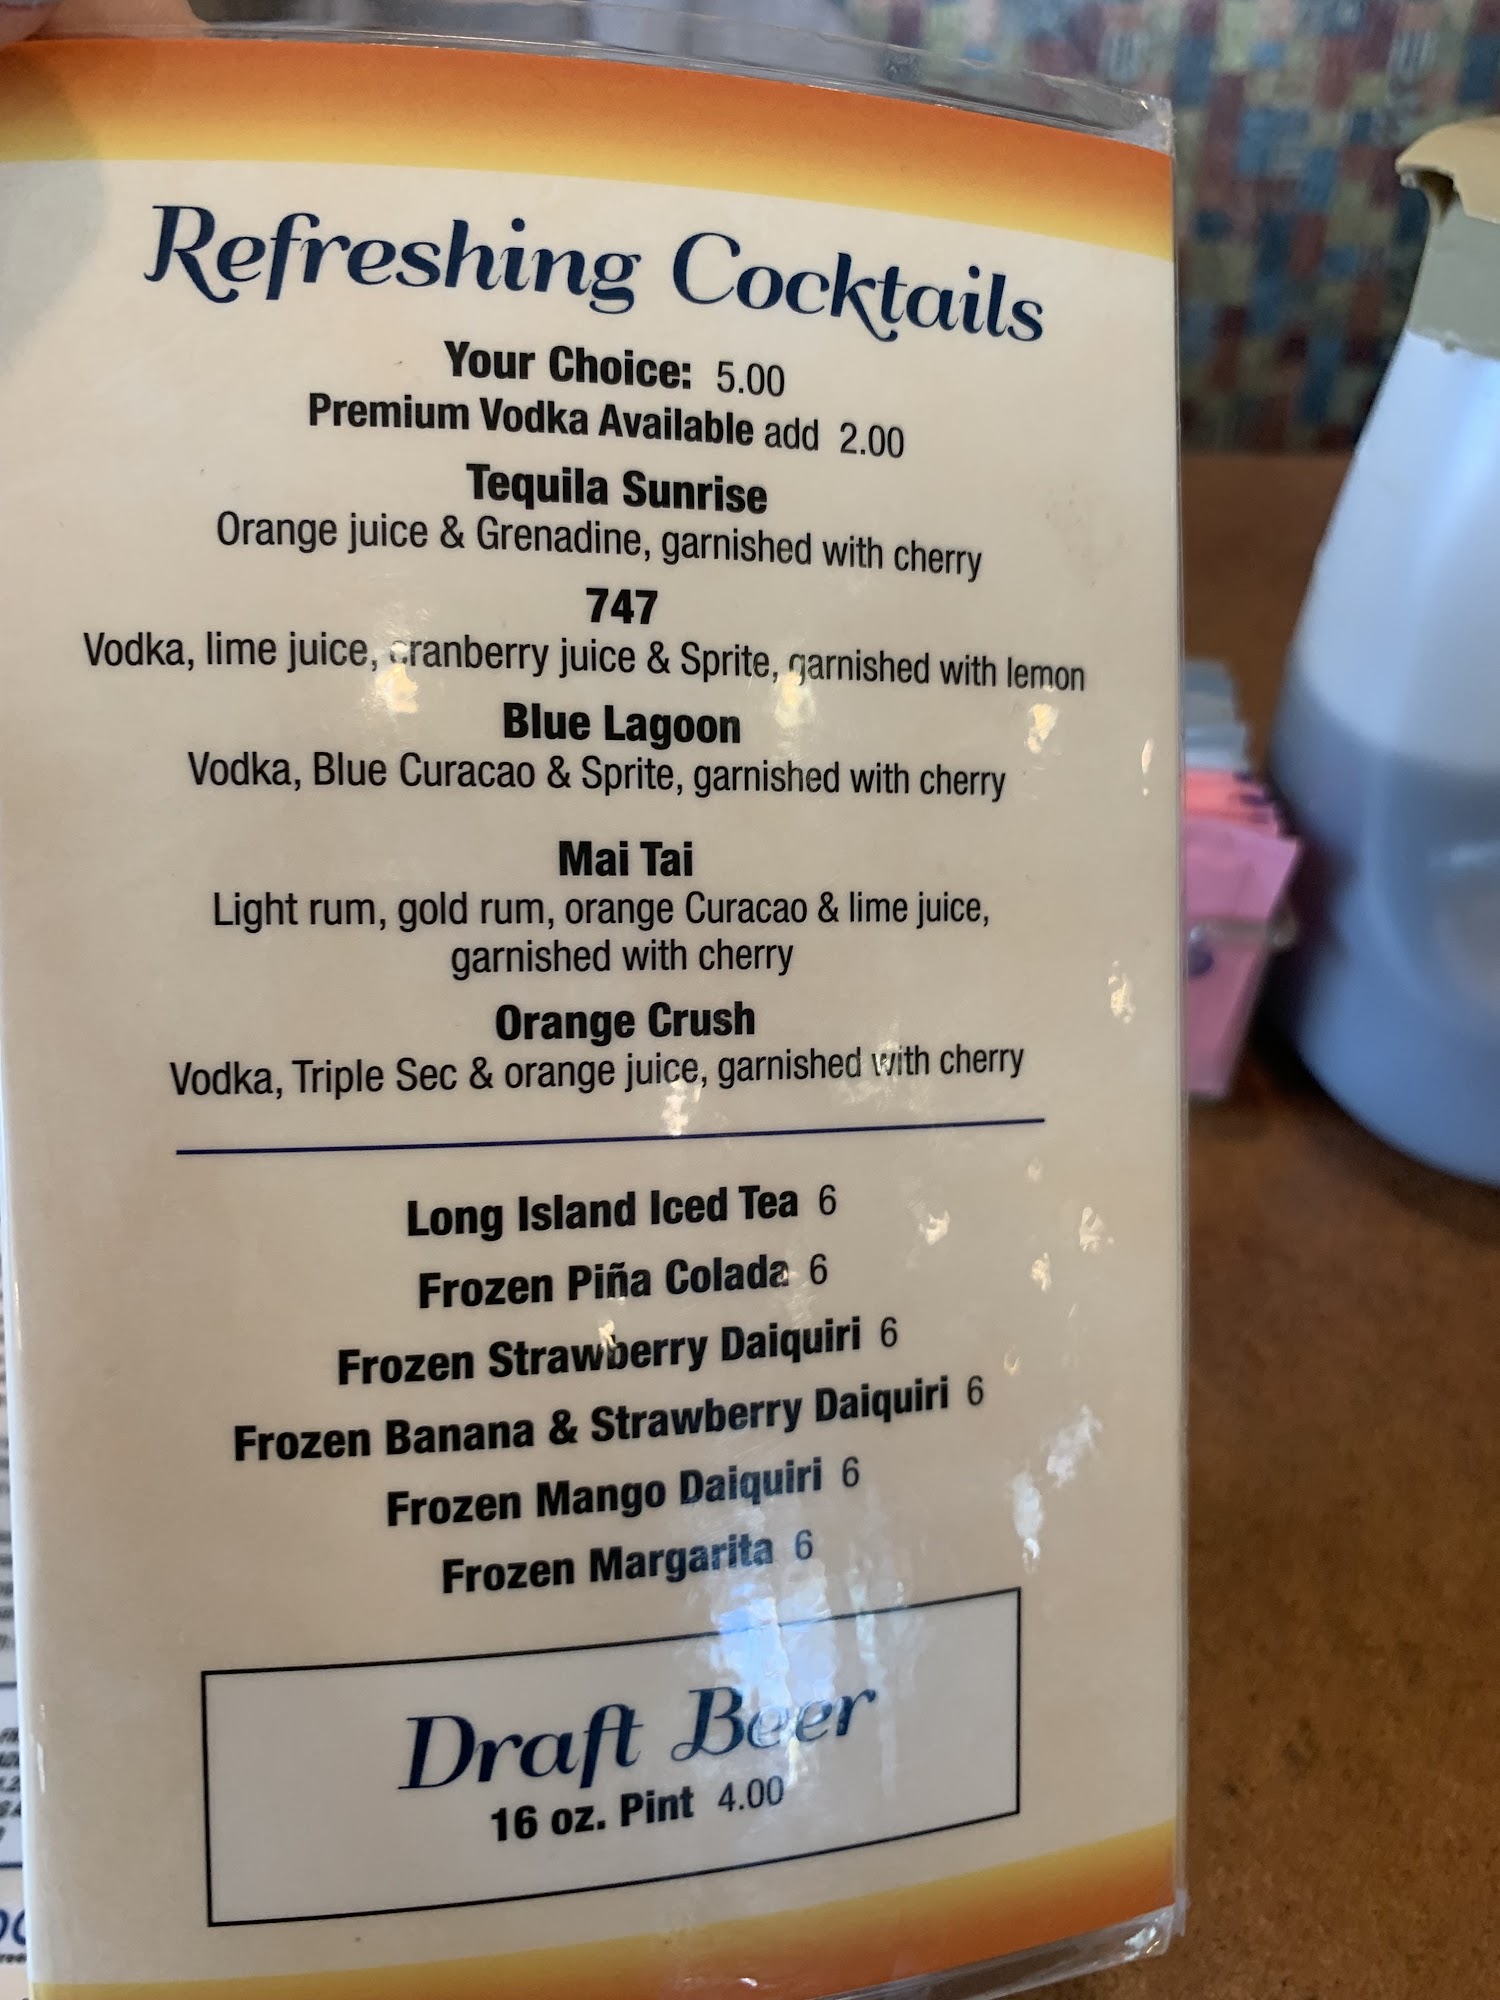 Refreshing Cocktails
Your Choice: 5.00
Premium Vodka Available add 2.00
Tequila Sunrise
Orange juice & Grenadine, garnished with cherry
747
Vodka, lime juice, cranberry juice & Sprite, garnished with lemon
Blue Lagoon
Vodka, Blue Curacao & Sprite, garnished with cherry
Mai Tai
Light rum, gold rum, orange Curacao & lime juice,
garnished with cherry
Orange Crush
Vodka, Triple Sec & orange juice, garnished with cherry
Long Island Iced Tea 6
Frozen Piña Colada 6
Frozen Strawberry Daiquiri 6
Frozen Banana & Strawberry Daiquiri 6
Frozen Mango Daiquiri 6
Frozen Margarita 6
Draft Beer
16 oz. Pint 4.00